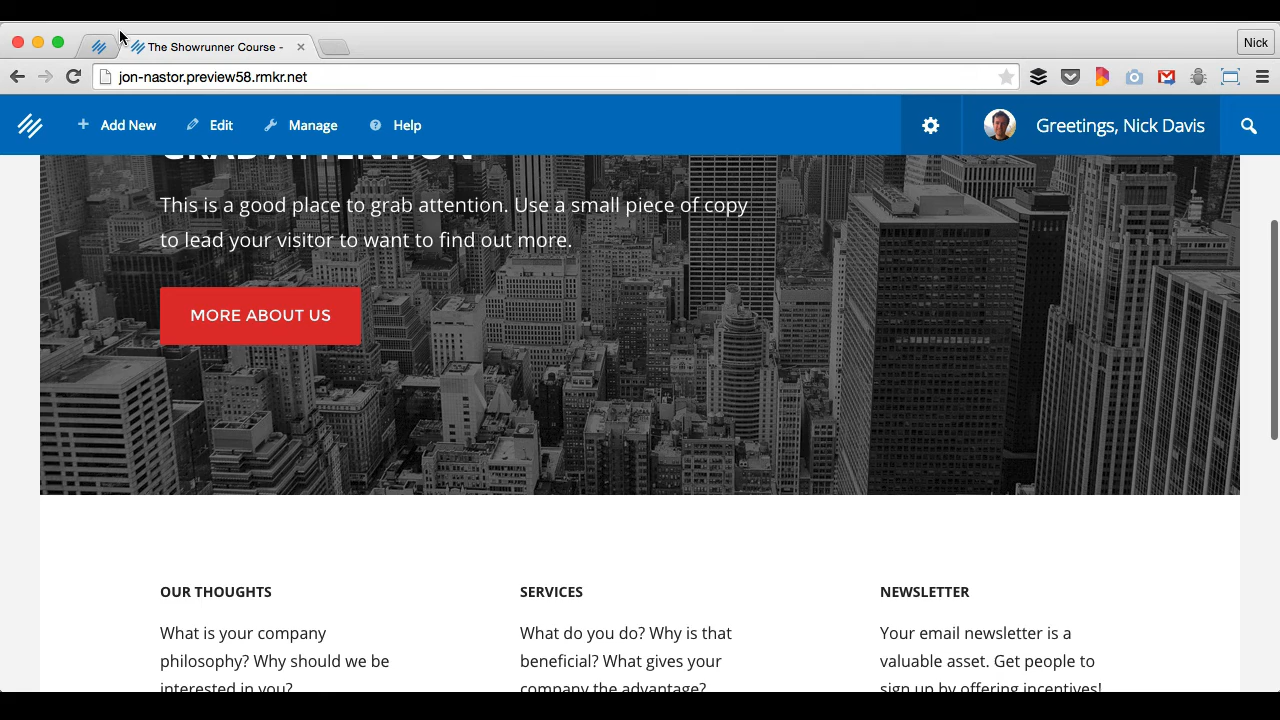 The Showrunner Course -
Nick
jon-nastor.preview58.rmkr.net
Add New Edit Manage Help Greetings, Nick Davis
GRAB ATTENTION
This is a good place to grab attention. Use a small piece of copy
to lead your visitor to want to find out more.
MORE ABOUT US
OUR THOUGHTS
What is your company
philosophy? Why should we be
interested in you?
SERVICES
What do you do? Why is that
beneficial? What gives your
company the advantage?
NEWSLETTER
Your email newsletter is a
valuable asset. Get people to
sign up by offering incentives!